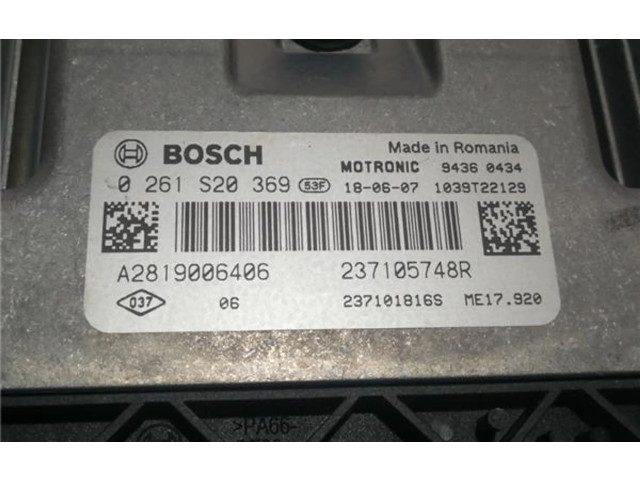 BOSCH
Made in Romania
MOTRONIC 9436 0434
0 261 S20 369 53F 18-06-07 1039T22129
A2819006406 237105748R
037 06 237101816S ME17.920
>PA66-